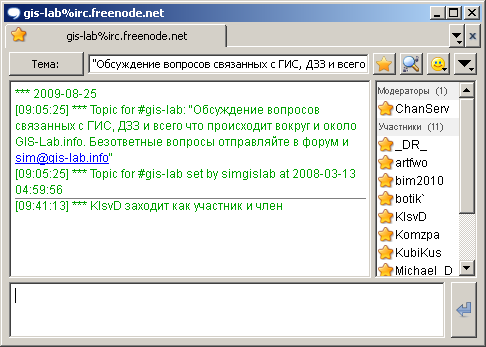 gis-lab%irc.freenode.net
gis-lab%irc.freenode.net
Тема:
"Обсуждение вопросов связанных с ГИС, ДЗЗ и всего
*** 2009-08-25
[09:05:25] *** Topic for #gis-lab: "Обсуждение вопросов
связанных с ГИС, ДЗЗ и всего что происходит вокруг и около
GIS-Lab.info. Безответные вопросы отправляйте в форум и
sim@gis-lab.info"
[09:05:25] *** Topic for #gis-lab set by simgislab at 2008-03-13
04:59:56
[09:41:13] *** KlsvD заходит как участник и член
Модераторы (1)
ChanServ
Участники (11)
_DR_
artfwo
bim2010
botik`
KlsvD
Komzpa
KubiKus
Michael_D